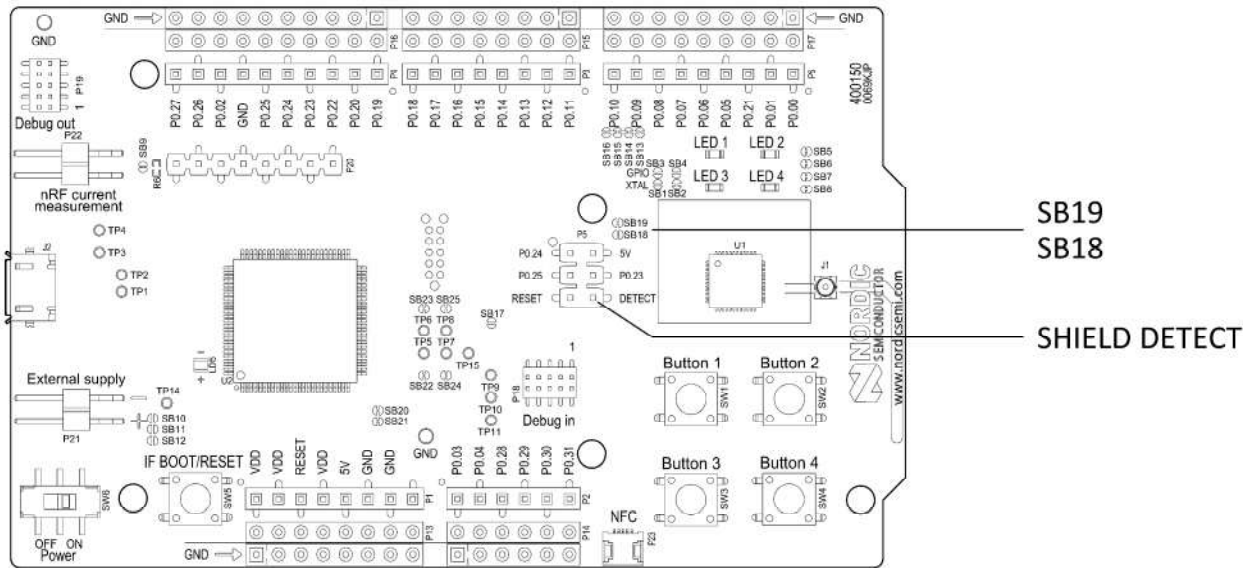 GND GND GND
P16 P15 P17
P19 1 P4 P3 P5
Debug out
400150
0069KJP
P0.27 P0.26 P0.02 GND P0.25 P0.24 P0.23 P0.22 P0.20 P0.19 P0.18 P0.17 P0.16 P0.15 P0.14 P0.13 P0.12 P0.11 P0.10 P0.09 P0.08 P0.07 P0.06 P0.05 P0.21 P0.01 P0.00
P22 SB9 R6 P20
nRF current
measurement
SB16 SB15 SB14 SB13
LED 1 LED 2
SB3 SB4
GPIO
XTAL
SB1 SB2
LED 3 LED 4
SB5
SB6
SB7
SB6
TP4
TP3
TP2
TP1
J2
SB19
SB18
P5
P0.24 5V
P0.25 P0.23
RESET DETECT
U1 J1
SB19
SB18
SHIELD DETECT
NORDIC
SEMICONDUCTOR
www.nordicsemi.com
SB23 SB25
TP6 TP8
TP5 TP7
SB22 SB24
SB17
TP15
TP9
TP10
TP11
1
P18
Debug in
LD5
U2
External supply
TP14
SB10
SB11
SB12
P21
SB20
SB21
GND
Button 1 Button 2
SW1 SW2
Button 3 Button 4
SW3 SW4
IF BOOT/RESET
SW5
VDD VDD RESET VDD 5V GND GND
P0.03 P0.04 P0.28 P0.29 P0.30 P0.31
P1 P2
P13 P14
GND
NFC
P23
SW6
OFF ON
Power